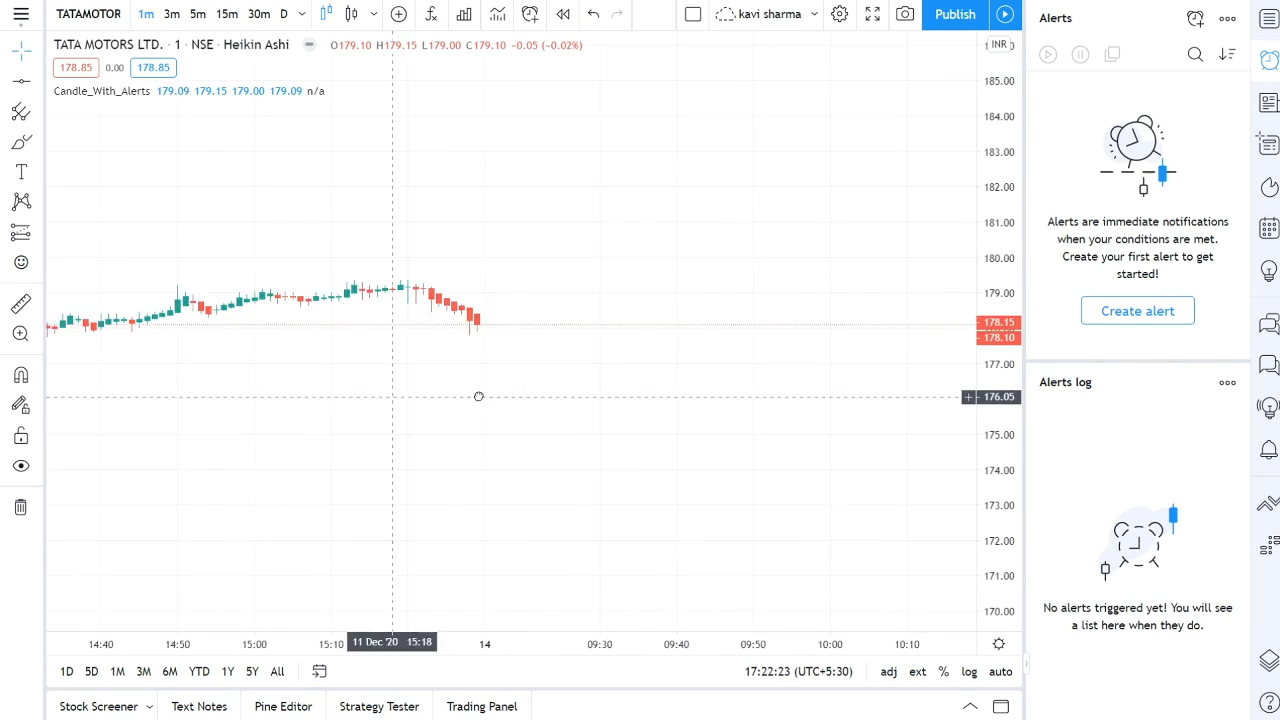 TATAMOTOR 1m 3m 5m 15m 30m D kavi sharma Publish
TATA MOTORS LTD. · 1 · NSE · Heikin Ashi O179.10 H179.15 L179.00 C179.10 -0.05 (-0.02%)
178.85 0.00 178.85
Candle_With_Alerts 179.09 179.15 179.00 179.09 n/a
INR
185.00
184.00
183.00
182.00
181.00
180.00
179.00
178.15
178.10
177.00
176.05
175.00
174.00
173.00
172.00
171.00
170.00
14:40 14:50 15:00 15:10 11 Dec '20 15:18 14 09:30 09:40 09:50 10:00 10:10
1D 5D 1M 3M 6M YTD 1Y 5Y All 17:22:23 (UTC+5:30) adj ext % log auto
Stock Screener Text Notes Pine Editor Strategy Tester Trading Panel
Alerts
Alerts are immediate notifications
when your conditions are met.
Create your first alert to get
started!
Create alert
Alerts log
No alerts triggered yet! You will see
a list here when they do.